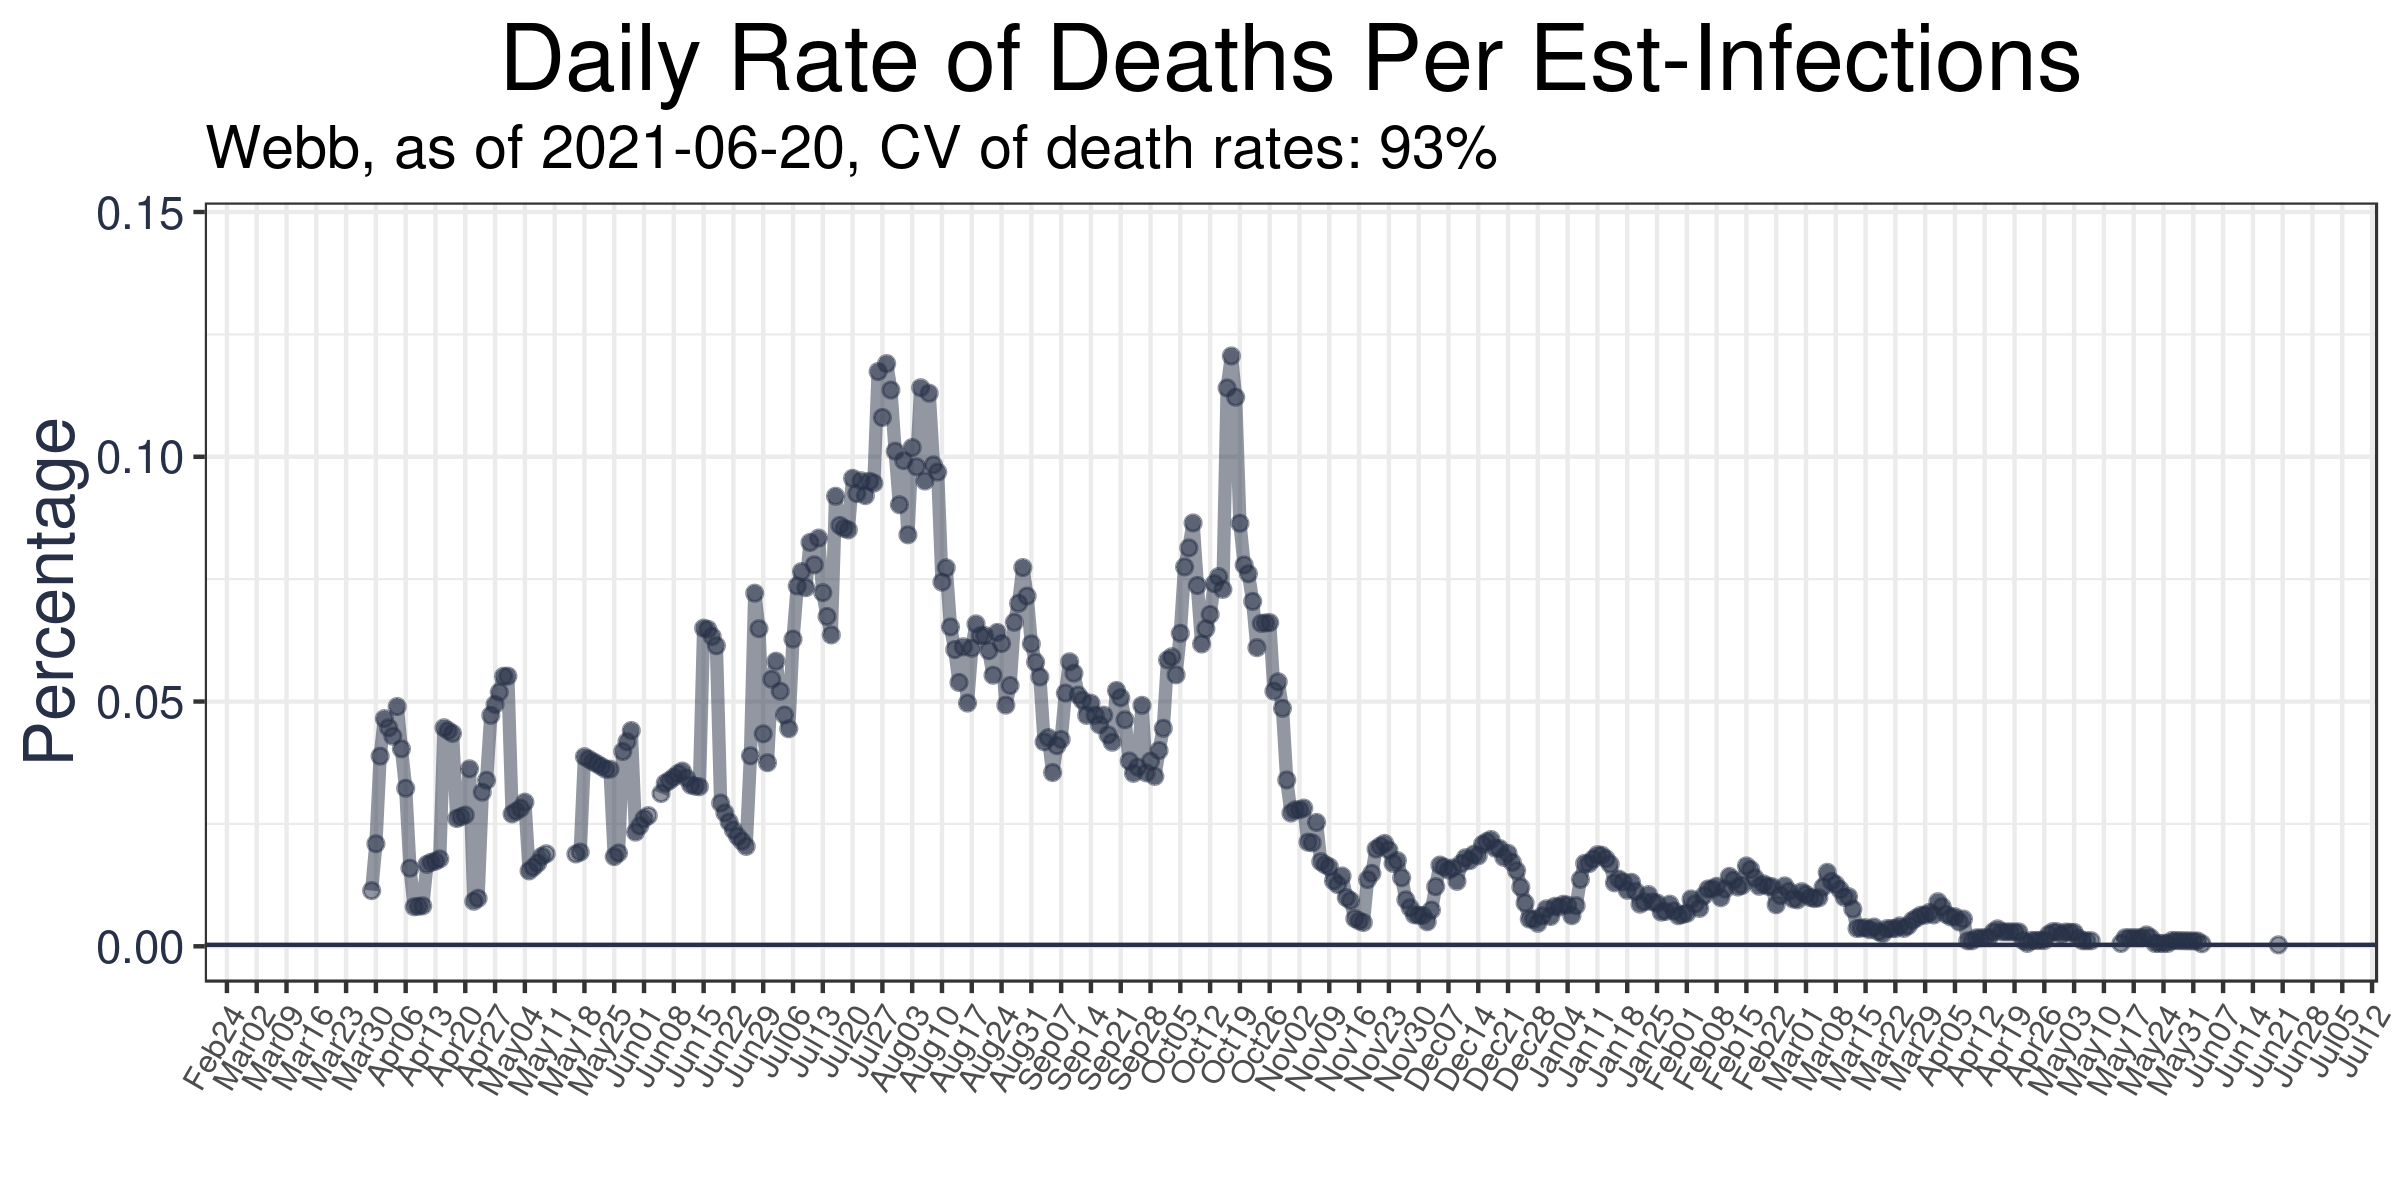 Daily Rate of Deaths Per Est-Infections
Webb, as of 2021-06-20, CV of death rates: 93%
Percentage
0.15
0.10
0.05
0.00
Feb24
Mar02
Mar09
Mar16
Mar23
Mar30
Apr06
Apr13
Apr20
Apr27
May04
May11
May18
May25
Jun01
Jun08
Jun15
Jun22
Jun29
Jul06
Jul13
Jul20
Jul27
Aug03
Aug10
Aug17
Aug24
Aug31
Sep07
Sep14
Sep21
Sep28
Oct05
Oct12
Oct19
Oct26
Nov02
Nov09
Nov16
Nov23
Nov30
Dec07
Dec14
Dec21
Dec28
Jan04
Jan11
Jan18
Jan25
Feb01
Feb08
Feb15
Feb22
Mar01
Mar08
Mar15
Mar22
Mar29
Apr05
Apr12
Apr19
Apr26
May03
May10
May17
May24
May31
Jun07
Jun14
Jun21
Jun28
Jul05
Jul12